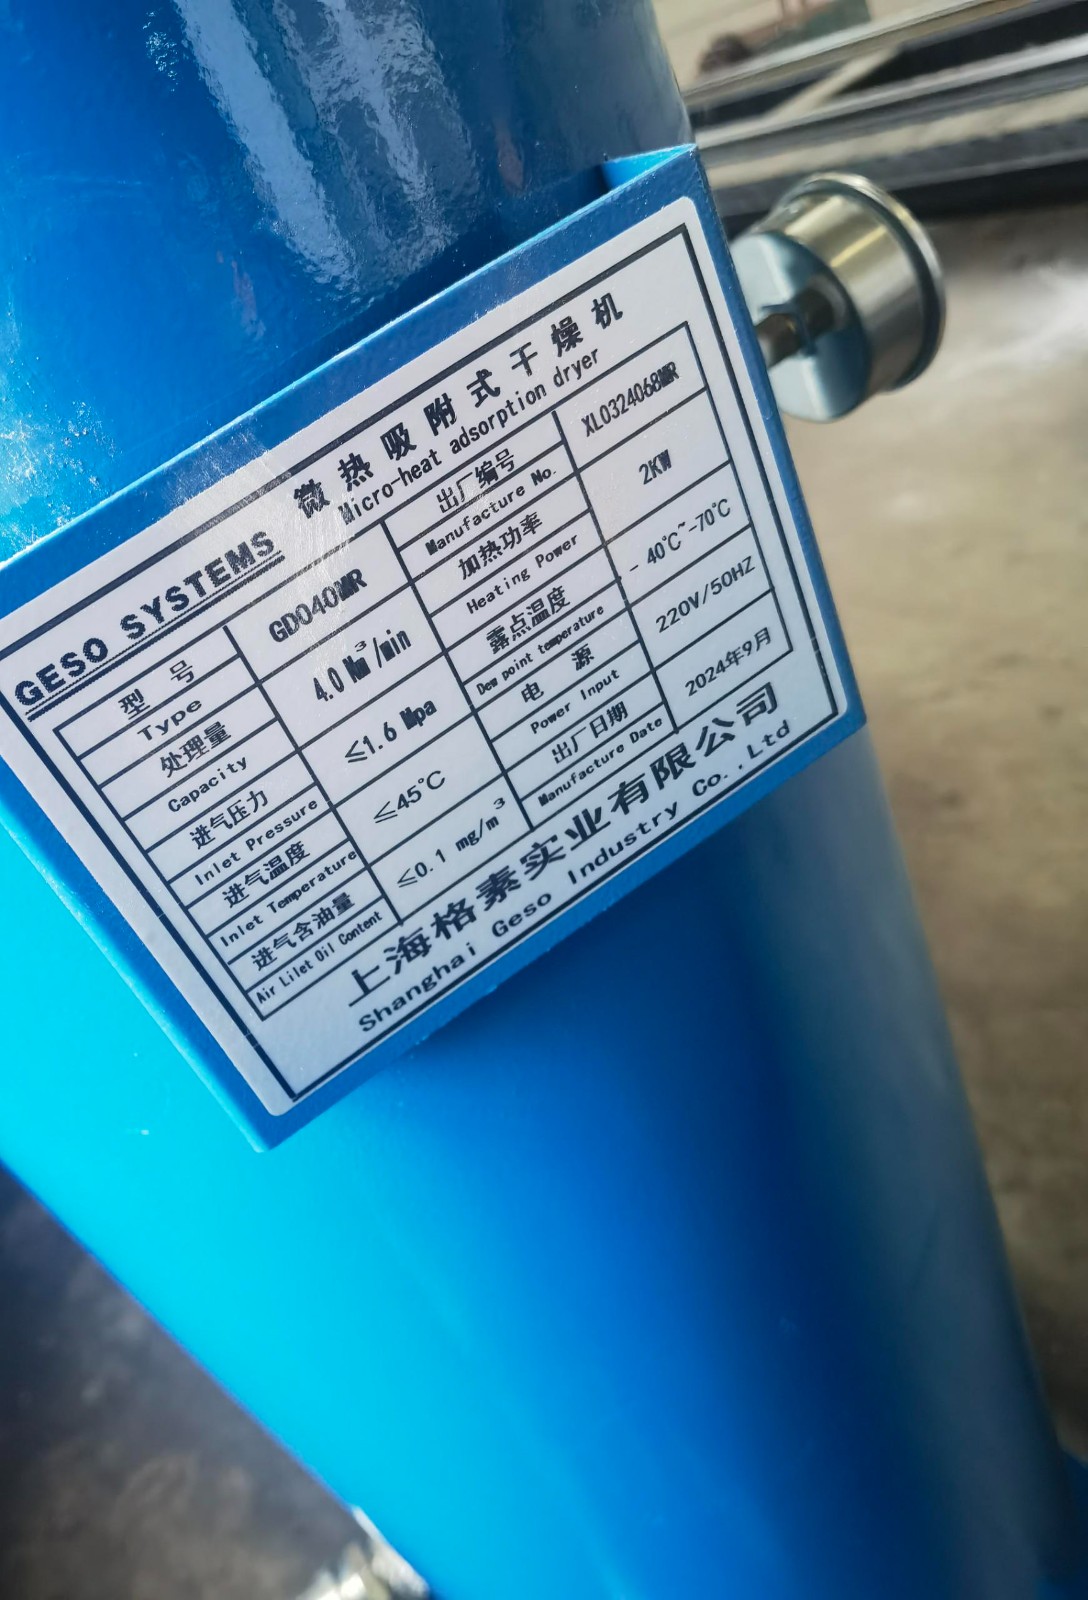 GESO SYSTEMS
微热吸附式干燥机
Micro-heat adsorption dryer
型 号
Type
GD040MR
出厂编号
Manufacture No.
XL0324068MR
处理量
Capacity
4.0 Nm³/min
加热功率
Heating Power
2KW
进气压力
Inlet Pressure
≤1.6 Mpa
露点温度
Dew point temperature
- 40℃~-70℃
进气温度
Inlet Temperature
≤45℃
电 源
Power Input
220V/50HZ
进气含油量
Air Lilet Oil Content
≤0.1 mg/m³
出厂日期
Manufacture Date
2024年9月
上海格素实业有限公司
Shanghai Geso Industry Co..Ltd